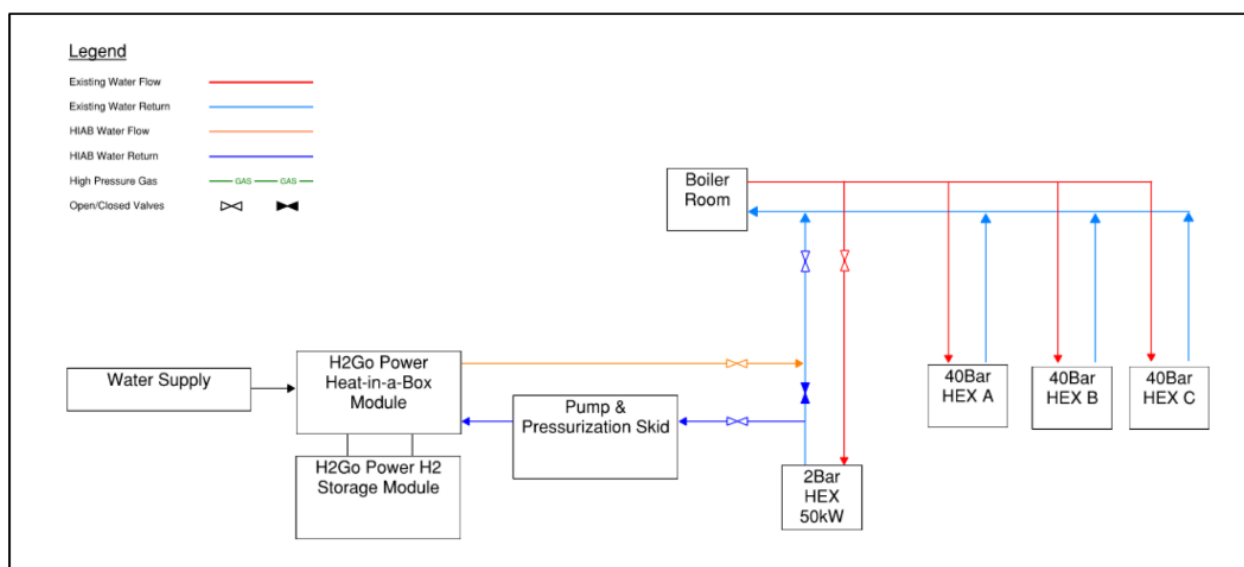 Legend
Existing Water Flow
Existing Water Return
HIAB Water Flow
HIAB Water Return
High Pressure Gas
GAS GAS
Open/Closed Valves
Boiler
Room
Water Supply
H2Go Power
Heat-in-a-Box
Module
Pump &
Pressurization Skid
H2Go Power H2
Storage Module
2Bar
HEX
50kW
40Bar
HEX A
40Bar
HEX B
40Bar
HEX C